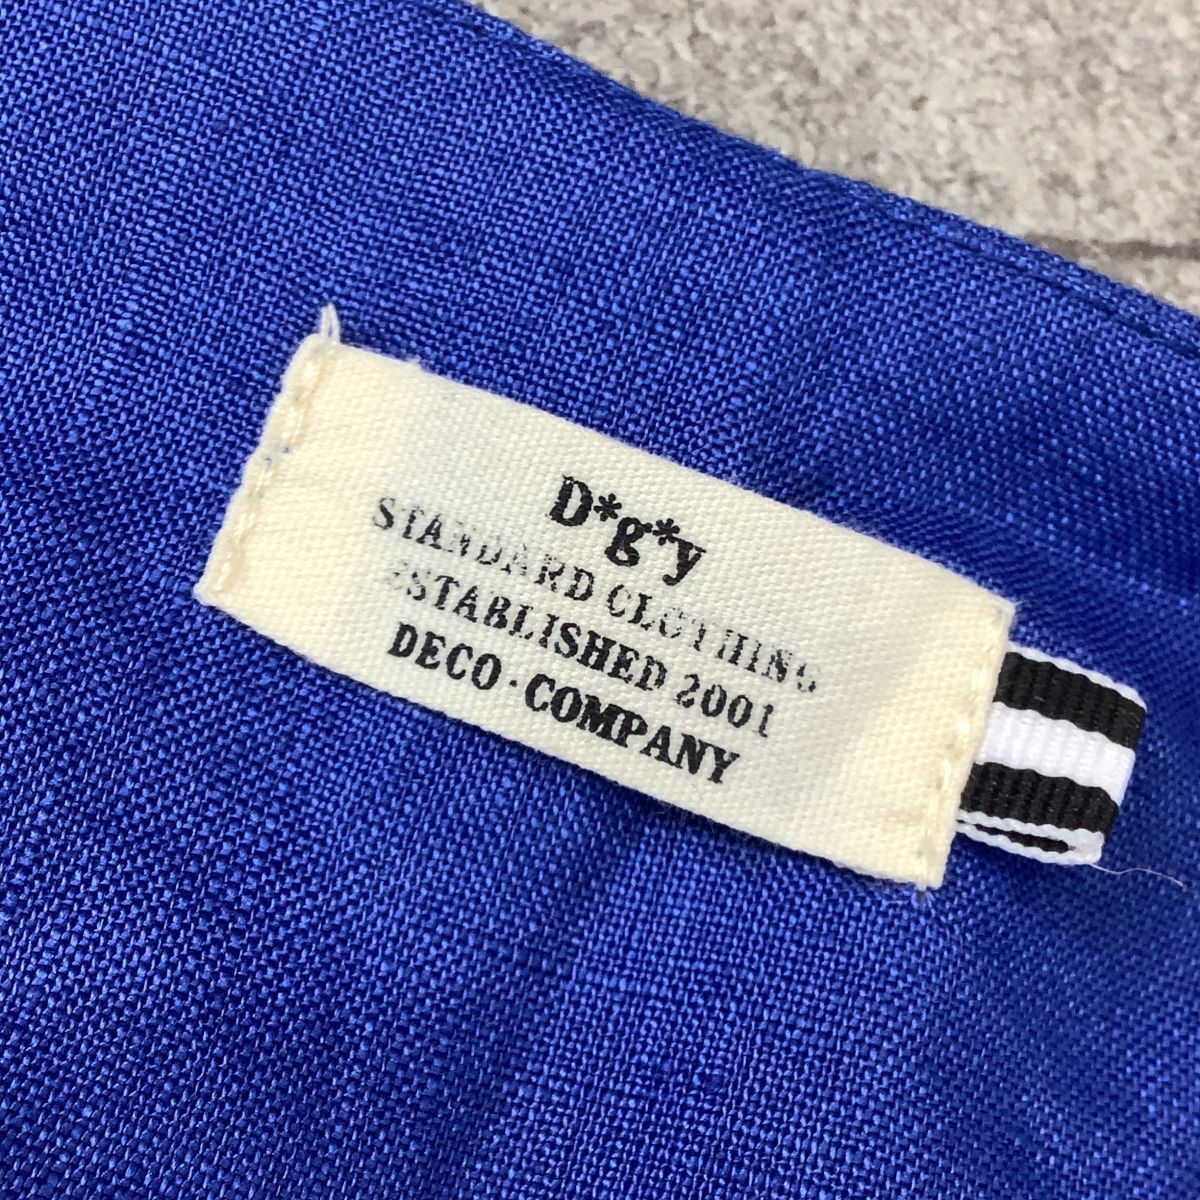 D*g*y
STANDARD CLOTHING
ESTABLISHED 2001
DECO·COMPANY